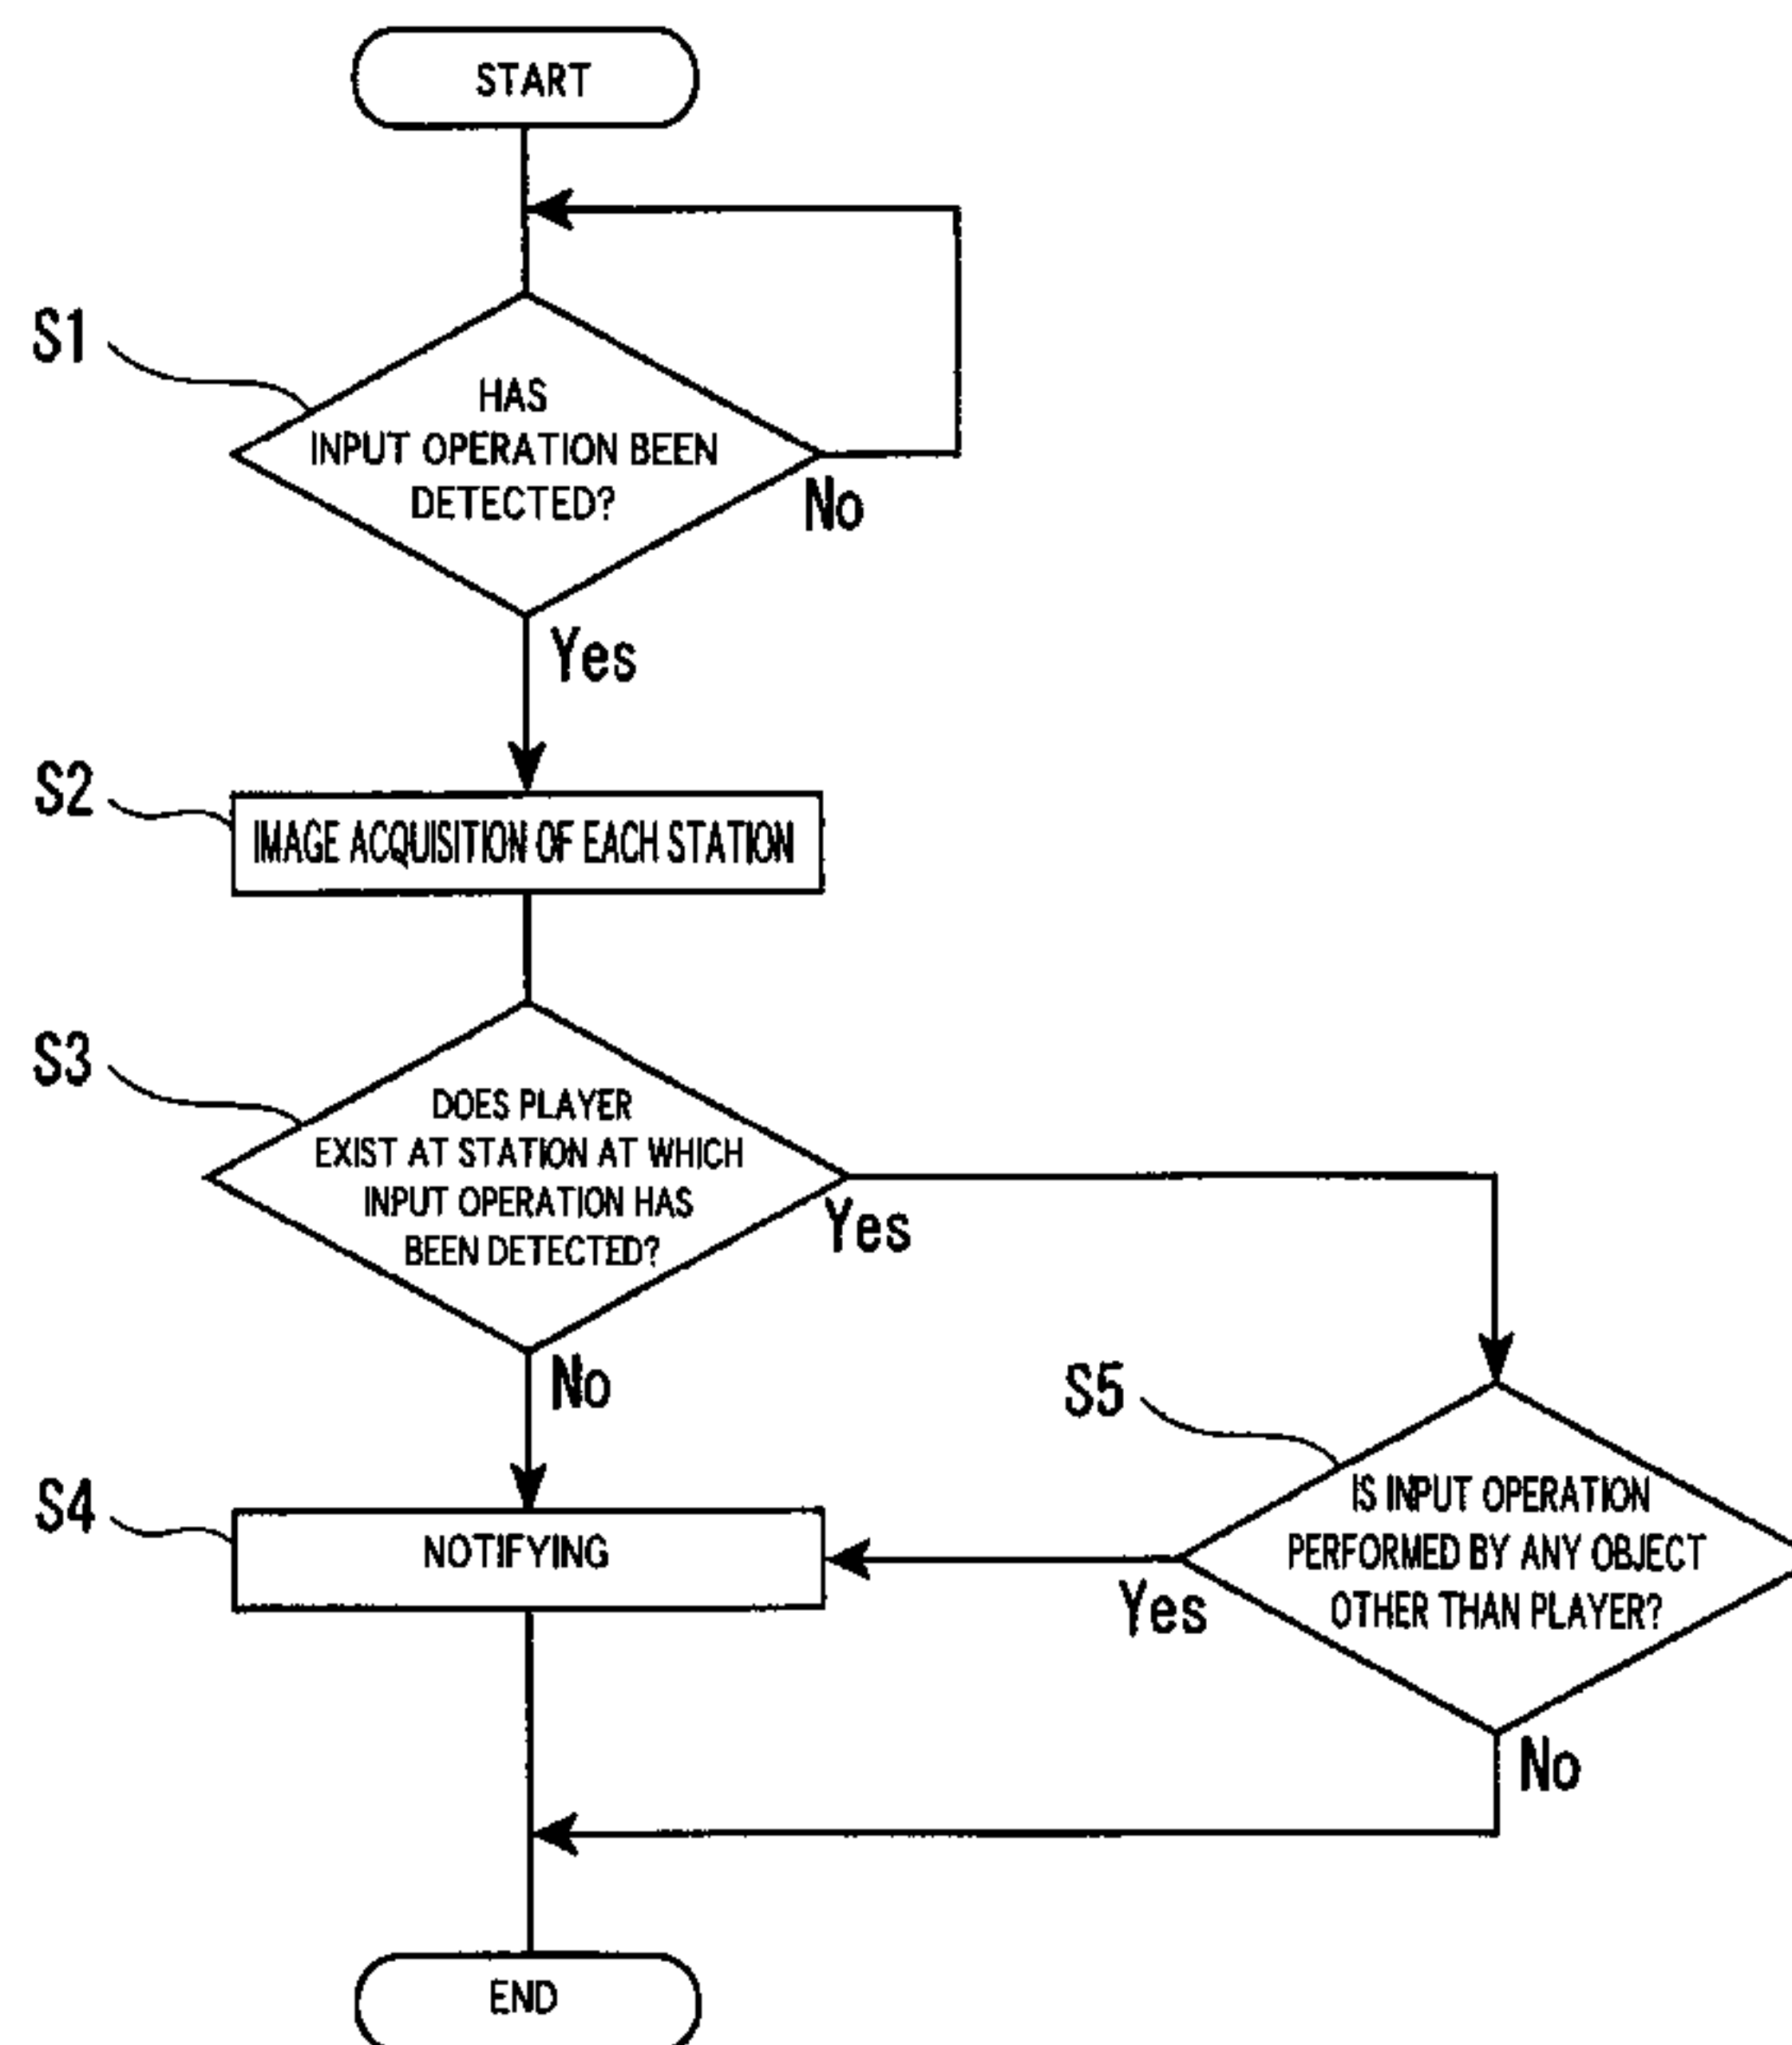 START
S1
HAS
INPUT OPERATION BEEN
DETECTED?
No
Yes
S2
IMAGE ACQUISITION OF EACH STATION
S3
DOES PLAYER
EXIST AT STATION AT WHICH
INPUT OPERATION HAS
BEEN DETECTED?
Yes
No
S5
IS INPUT OPERATION
PERFORMED BY ANY OBJECT
OTHER THAN PLAYER?
Yes
No
S4
NOTIFYING
END